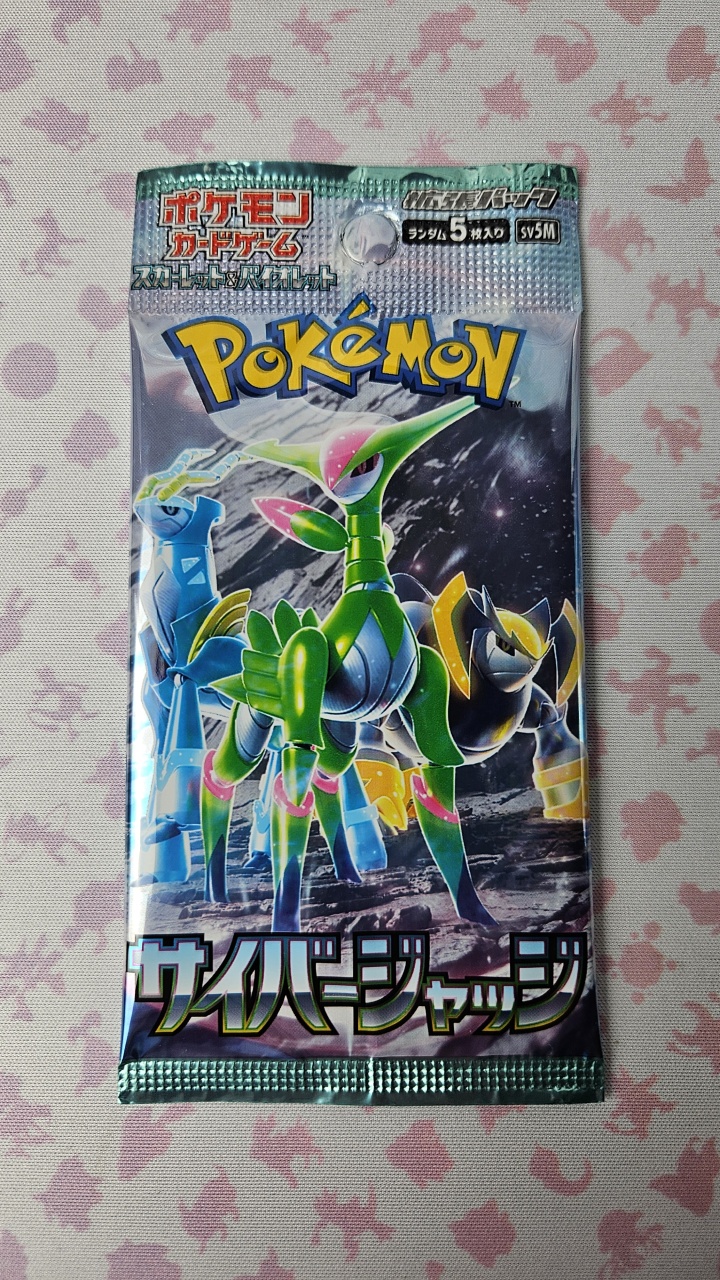 ポケモン
カードゲーム
スカーレット&バイオレット
拡張パック
ランダム5枚入り
SV5M
POKéMON
TM
サイバージャッジ